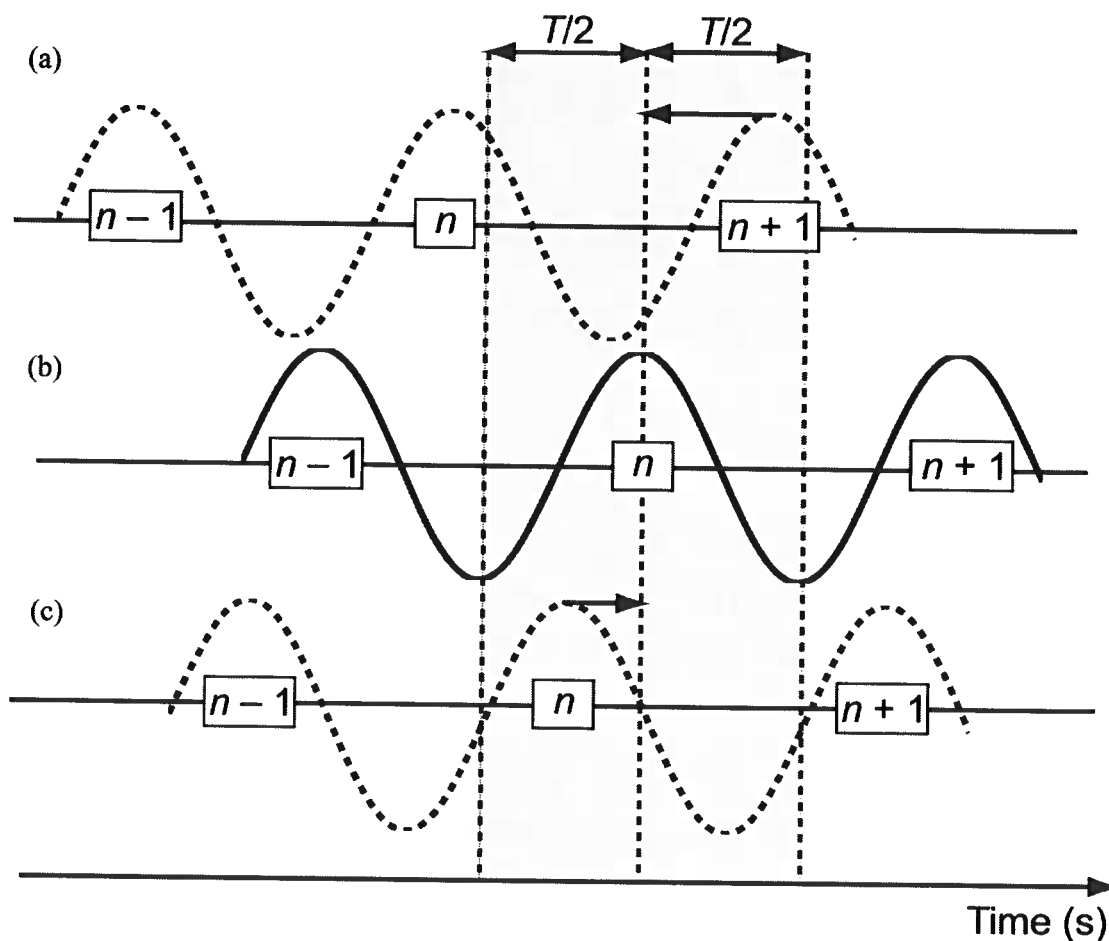 T/2 T/2
(a)
n − 1 n n + 1
(b)
n − 1 n n + 1
(c)
n − 1 n n + 1
Time (s)